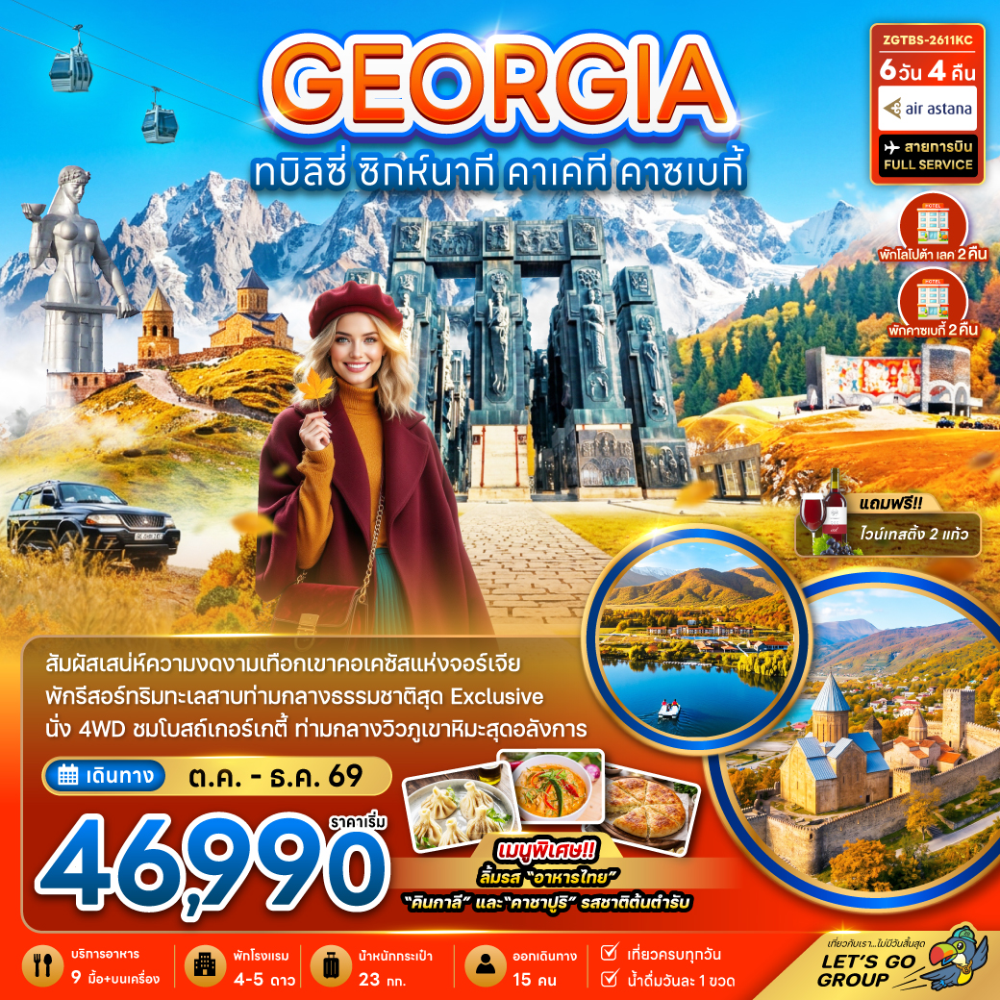 GEORGIA
ทบิลิซี่ ซิกห์นากี คาเคที คาซเบกี้
ZGTBS-2611KC
6วัน 4 คืน
air astana
สายการบิน
FULL SERVICE
HOTEL
พักโลโปต้า เลค 2 คืน
HOTEL
พักคาซเบกี้ 2 คืน
แถมฟรี!!
ไวน์เทสติ้ง 2 แก้ว
สัมผัสเสน่ห์ความงดงามเทือกเขาคอเคซัสแห่งจอร์เจีย
พักรีสอร์ทริมทะเลสาบท่ามกลางธรรมชาติสุด Exclusive
นั่ง 4WD ชมโบสถ์เกอร์เกตี้ ท่ามกลางวิวภูเขาหิมะสุดอลังการ
เดินทาง ต.ค. - ธ.ค. 69
ราคาเริ่ม
46,990
เมนูพิเศษ!!
ลิ้มรส “อาหารไทย”
“คินกาลี” และ “คาชาปูริ” รสชาติต้นตำรับ
บริการอาหาร
9 มื้อ+บนเครื่อง
พักโรงแรม
4-5 ดาว
น้ำหนักกระเป๋า
23 กก.
ออกเดินทาง
15 คน
เที่ยวครบทุกวัน
น้ำดื่มวันละ 1 ขวด
เที่ยวกับเรา...ไม่มีวันสิ้นสุด
LET'S GO
GROUP